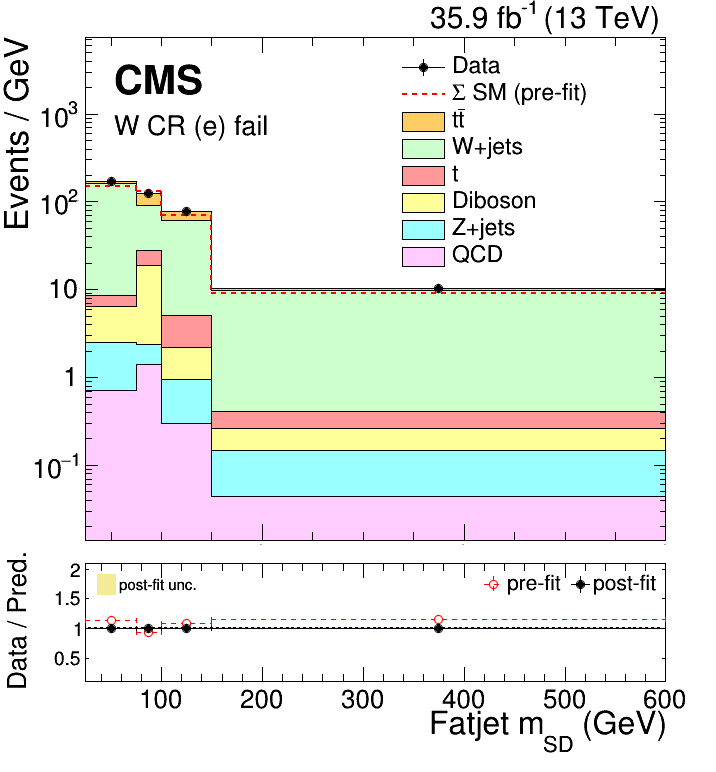 35.9 fb⁻¹ (13 TeV)
Events / GeV
CMS
W CR (e) fail
Data
Σ SM (pre-fit)
tt̄
W+jets
t
Diboson
Z+jets
QCD
10³
10²
10
1
10⁻¹
Data / Pred.
2
1.5
1
0.5
post-fit unc.
pre-fit
post-fit
100 200 300 400 500 600
Fatjet m_SD (GeV)